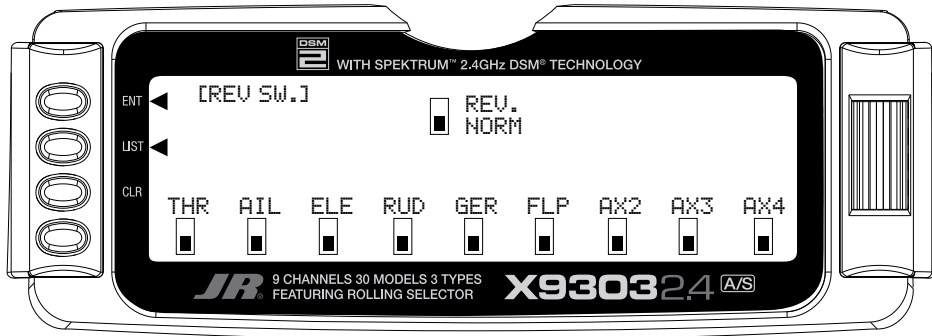 DSM
2
WITH SPEKTRUM™ 2.4GHz DSM® TECHNOLOGY
ENT
LIST
CLR
[REV SW.]
REV.
NORM
THR AIL ELE RUD GER FLP AX2 AX3 AX4
JR® 9 CHANNELS 30 MODELS 3 TYPES
FEATURING ROLLING SELECTOR
X9303 2.4 A/S